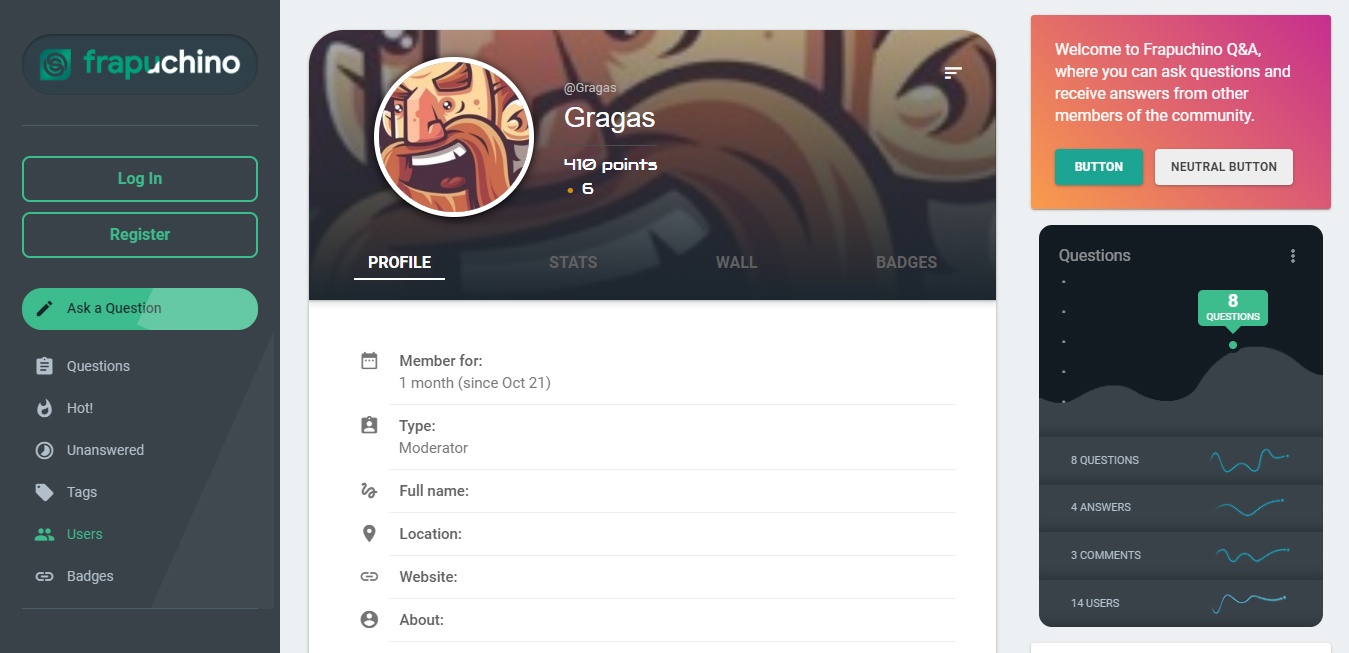 frapuchino
Log In
Register
Ask a Question
Questions
Hot!
Unanswered
Tags
Users
Badges
@Gragas
Gragas
410 points
6
PROFILE
STATS
WALL
BADGES
Member for:
1 month (since Oct 21)
Type:
Moderator
Full name:
Location:
Website:
About:
Welcome to Frapuchino Q&A,
where you can ask questions and
receive answers from other
members of the community.
BUTTON
NEUTRAL BUTTON
Questions
8
QUESTIONS
8 QUESTIONS
4 ANSWERS
3 COMMENTS
14 USERS